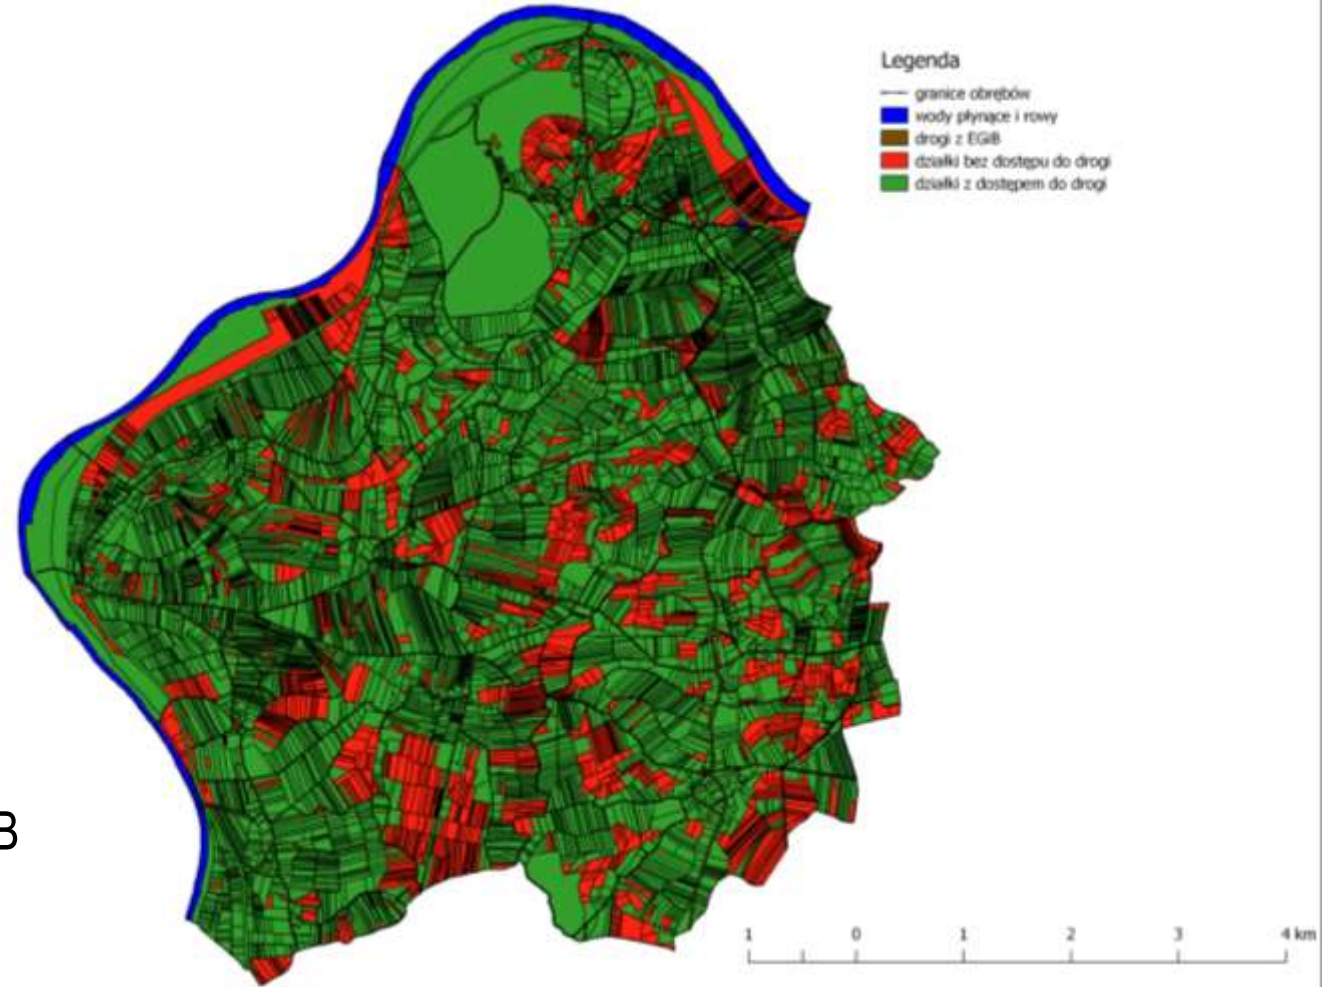 Legenda
granice obrębów
wody płynące i rowy
drogi z EGiB
działki bez dostępu do drogi
działki z dostępem do drogi
B
1 0 1 2 3 4 km